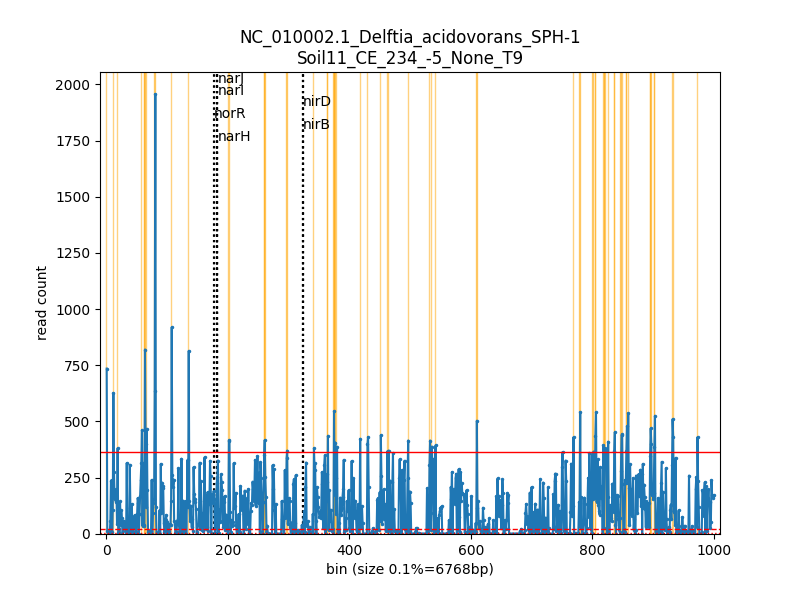 NC_010002.1_Delftia_acidovorans_SPH-1
Soil11_CE_234_-5_None_T9
read count
2000
1750
1500
1250
1000
750
500
250
0
narJ
narI
norR
narH
nirD
nirB
0
200
400
600
800
1000
bin (size 0.1%=6768bp)